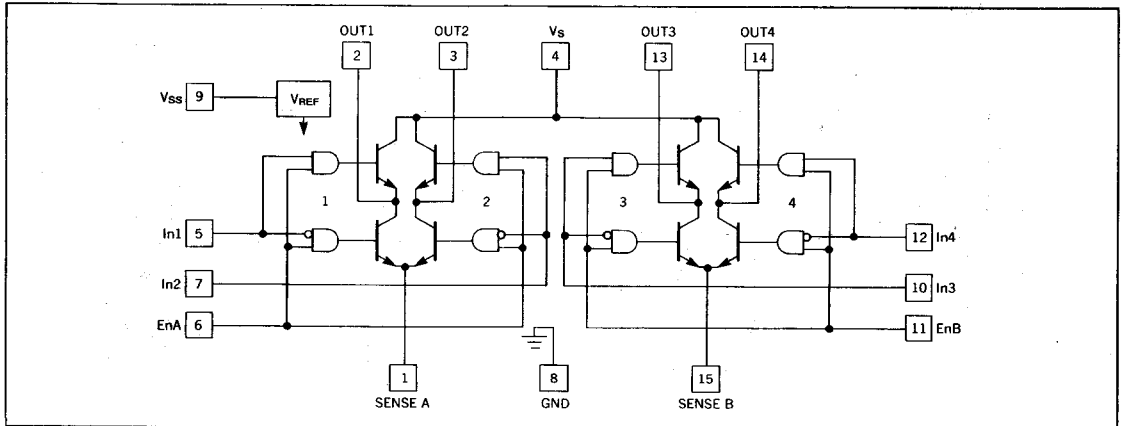 OUT1 OUT2 Vs OUT3 OUT4
2 3 4 13 14
Vss 9 VREF
1 2 3 4
In1 5 12 In4
In2 7 10 In3
EnA 6 11 EnB
1 8 15
SENSE A GND SENSE B